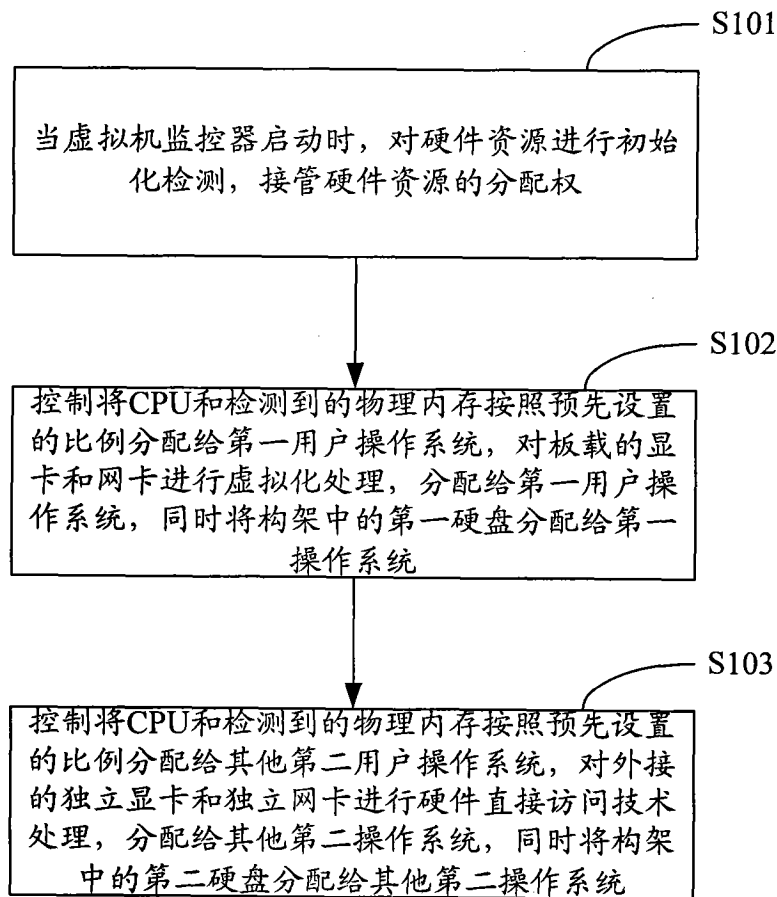 S101
当虚拟机监控器启动时，对硬件资源进行初始
化检测，接管硬件资源的分配权
S102
控制将CPU和检测到的物理内存按照预先设置
的比例分配给第一用户操作系统，对板载的显
卡和网卡进行虚拟化处理，分配给第一用户操
作系统，同时将构架中的第一硬盘分配给第一
操作系统
S103
控制将CPU和检测到的物理内存按照预先设置
的比例分配给其他第二用户操作系统，对外接
的独立显卡和独立网卡进行硬件直接访问技术
处理，分配给其他第二操作系统，同时将构架
中的第二硬盘分配给其他第二操作系统